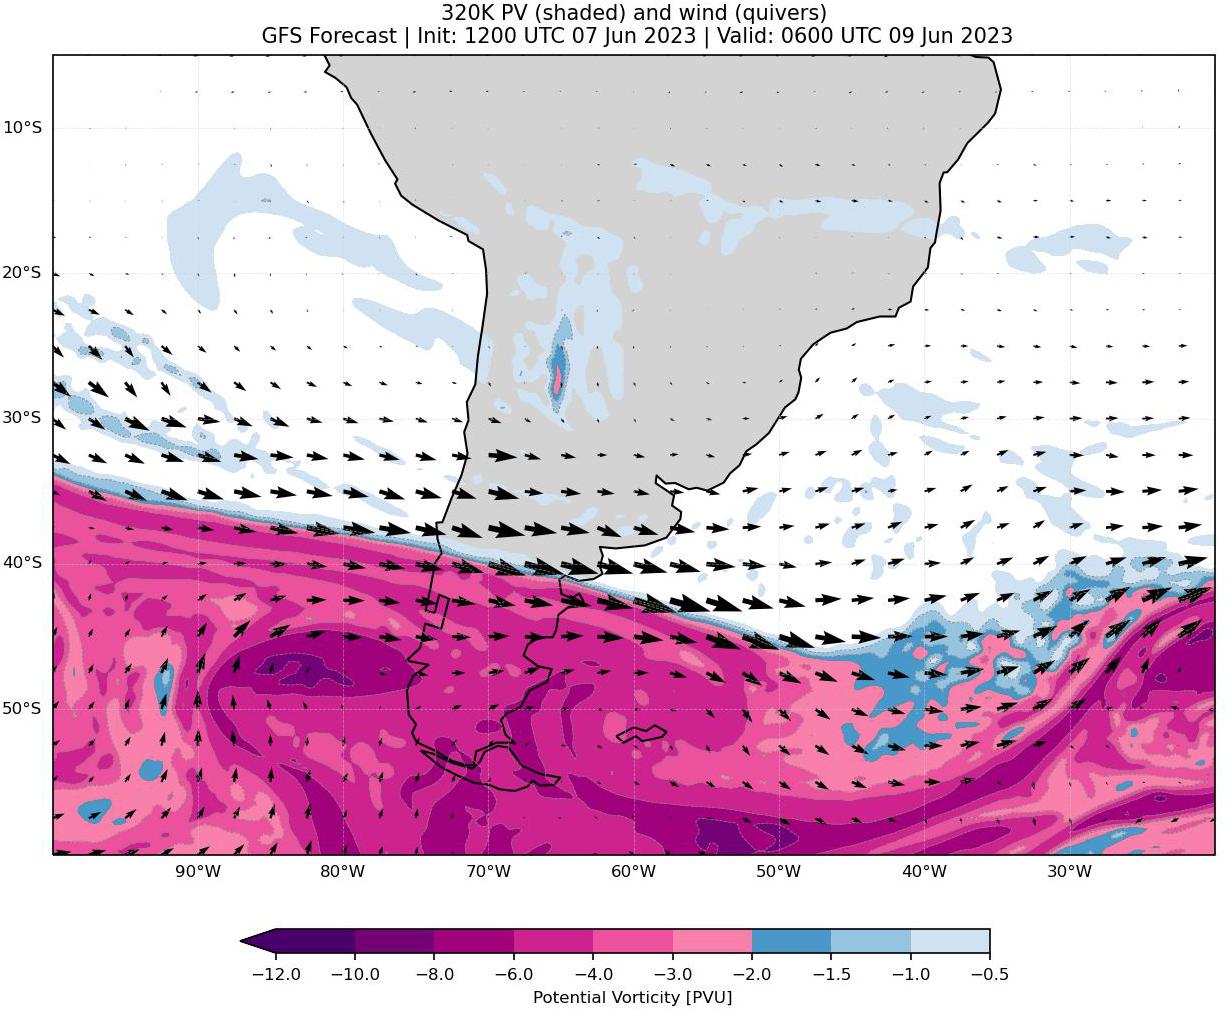 320K PV (shaded) and wind (quivers)
GFS Forecast | Init: 1200 UTC 07 Jun 2023 | Valid: 0600 UTC 09 Jun 2023
10°S
20°S
30°S
40°S
50°S
90°W 80°W 70°W 60°W 50°W 40°W 30°W
−12.0 −10.0 −8.0 −6.0 −4.0 −3.0 −2.0 −1.5 −1.0 −0.5
Potential Vorticity [PVU]